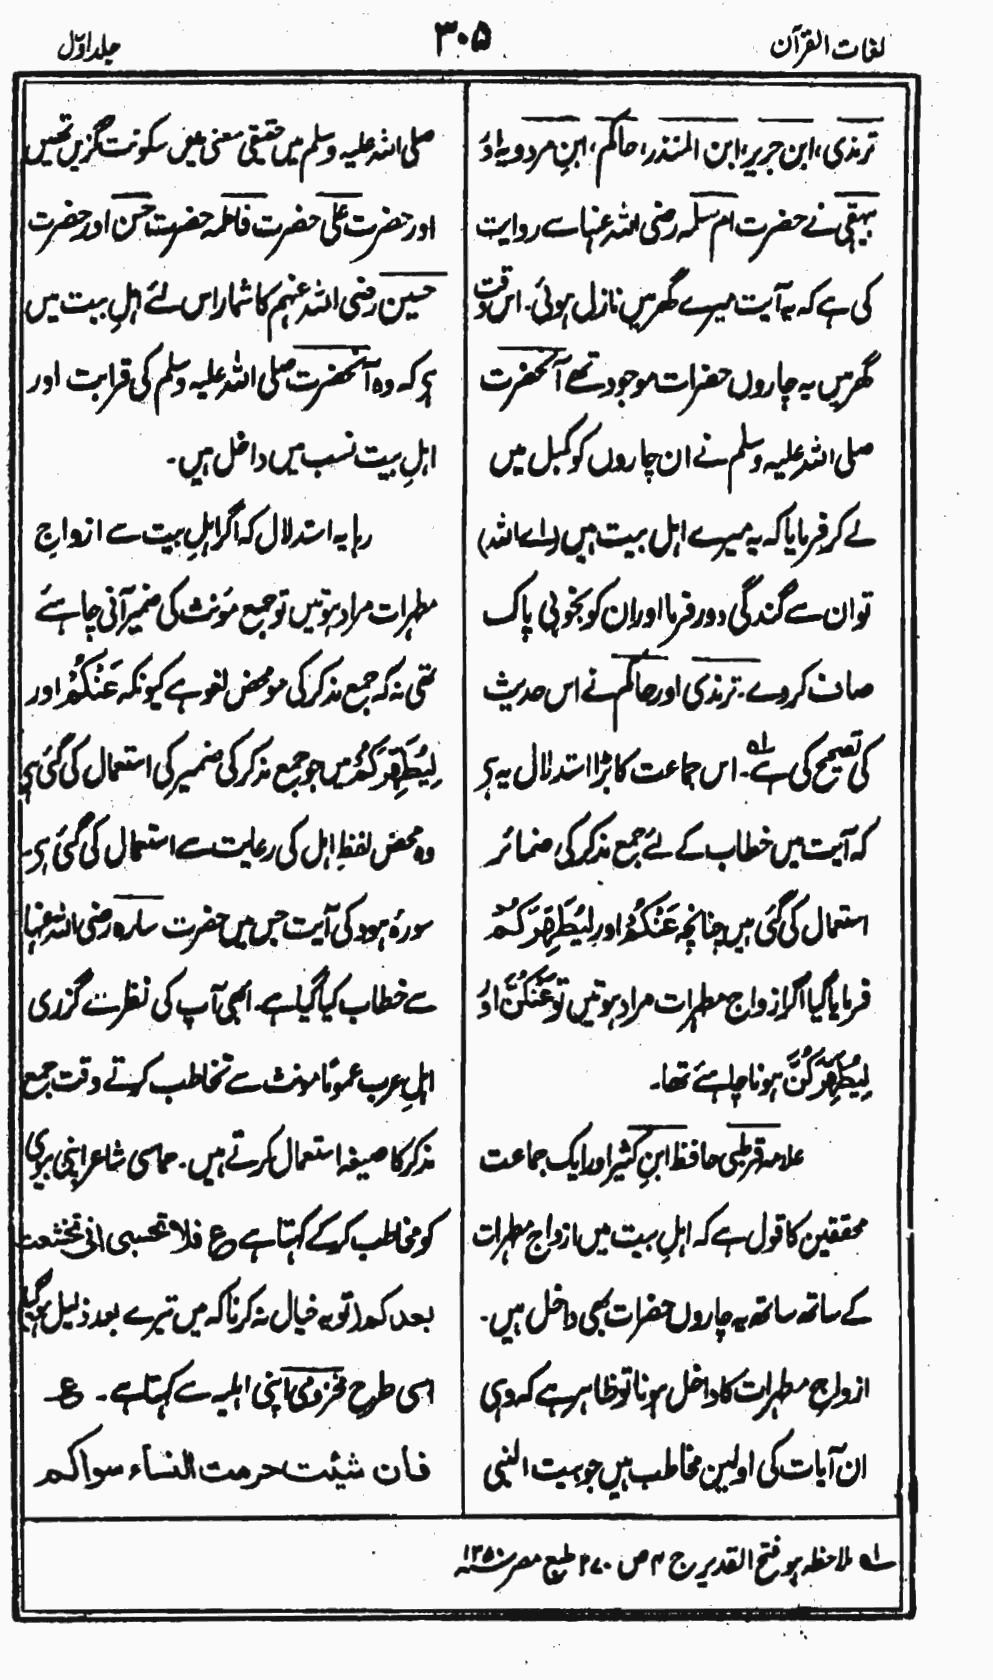 لغات القرآن
۳۰۵
جلد اوّل
ترمذی، ابن جریر، ابن المنذر، حاکم، ابنِ مردویہ اور
بیہقی نے حضرت ام سلمہ رضی اللہ عنہا سے روایت
کی ہے کہ یہ آیت میرے گھر میں نازل ہوئی۔ اس وقت
گھر میں یہ چاروں حضرات موجود تھے آنحضرت
صلی اللہ علیہ وسلم نے ان چاروں کو کمبل میں
لے کر فرمایا کہ یہ میرے اہل بیت ہیں (اے اللہ)
تو ان سے گندگی دور فرما اور ان کو بخوبی پاک
صاف کر دے۔ ترمذی اور حاکم نے اس حدیث
کی تصحیح کی ہے لہ۔ اس جماعت کا بڑا استدلال یہ ہے
کہ آیت میں خطاب کے لئے جمع مذکر کی ضمائر
استعمال کی گئی ہیں چنانچہ عَنْكُمْ اور لِیُطَهِّرَكُمْ
فرمایا گیا اگر ازواج مطہرات مراد ہوتیں تو عَنْكُنَّ اور
لِیُطَهِّرَكُنَّ ہونا چاہئے تھا۔
علامہ قرطبی حافظ ابنِ کثیر اور ایک جماعت
محققین کا قول ہے کہ اہلِ بیت میں ازواج مطہرات
کے ساتھ ساتھ یہ چاروں حضرات بھی داخل ہیں۔
ازواجِ مطہرات کا داخل ہونا تو ظاہر ہے کہ وہی
ان آیات کی اولین مخاطب ہیں جو بیت النبی
صلی اللہ علیہ وسلم میں حقیقی معنی میں سکونت گزیں تھیں
اور حضرت علی حضرت فاطمہ حضرت حسن اور حضرت
حسین رضی اللہ عنہم کا شمار اس لئے اہلِ بیت میں
ہے کہ وہ آنحضرت صلی اللہ علیہ وسلم کی قرابت اور
اہلِ بیت نسب میں داخل ہیں۔
رہا یہ استدلال کہ اگر اہلِ بیت سے ازواجِ
مطہرات مراد ہوتیں تو جمع مؤنث کی ضمیر آنی چاہئے
تھی نہ کہ جمع مذکر کی سو محض لغو ہے کیونکہ عَنْكُمْ اور
لِیُطَهِّرَكُمْ میں جو جمع مذکر کی ضمیر کی استعمال کی گئی ہے
وہ محض لفظِ اہل کی رعایت سے استعمال کی گئی ہے۔
سورۂ ہود کی آیت جس میں حضرت سارہ رضی اللہ عنہا
سے خطاب کیا گیا ہے۔ ابھی آپ کی نظر سے گزری
اہلِ عرب عموماً مؤنث سے تخاطب کرتے وقت جمع
مذکر کا صیغہ استعمال کرتے ہیں۔ حماسی شاعر اپنی بیوی
کو مخاطب کر کے کہتا ہے ع فلا تحسبی انی تخشعت
بعدکم (تو یہ خیال نہ کرنا کہ میں تیرے بعد ذلیل ہو گیا)
اسی طرح مخزومی اپنی اہلیہ سے کہتا ہے۔ ع
فان شئت حرمت النساء سواکم
لہ ملاحظہ ہو فتح القدیر ج ۴ ص ۲۷۰ طبع مصر ۱۳۵۰ھ